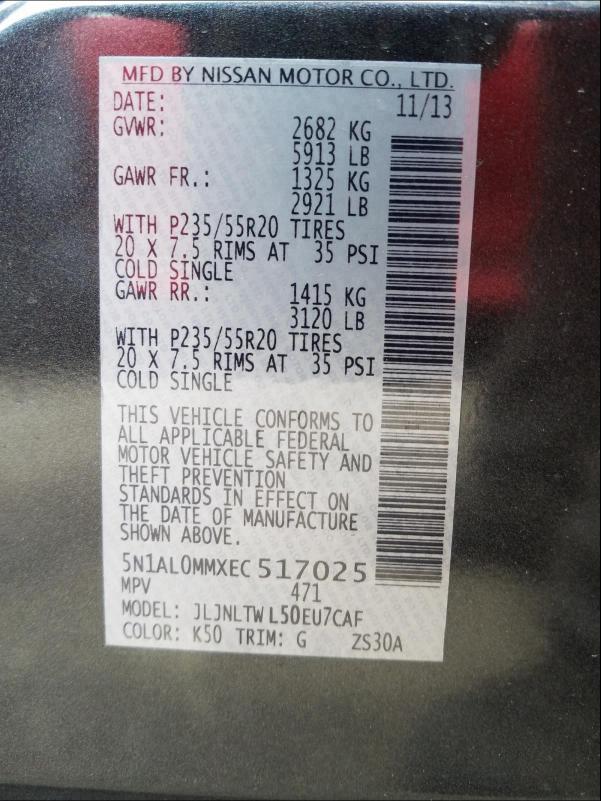 MFD BY NISSAN MOTOR CO., LTD.
DATE: 11/13
GVWR: 2682 KG
5913 LB
GAWR FR.: 1325 KG
2921 LB
WITH P235/55R20 TIRES
20 X 7.5 RIMS AT 35 PSI
COLD SINGLE
GAWR RR.: 1415 KG
3120 LB
WITH P235/55R20 TIRES
20 X 7.5 RIMS AT 35 PSI
COLD SINGLE
THIS VEHICLE CONFORMS TO
ALL APPLICABLE FEDERAL
MOTOR VEHICLE SAFETY AND
THEFT PREVENTION
STANDARDS IN EFFECT ON
THE DATE OF MANUFACTURE
SHOWN ABOVE.
5N1AL0MMXEC 517025
MPV 471
MODEL: JLJNLTW L50EU7CAF
COLOR: K50 TRIM: G ZS30A